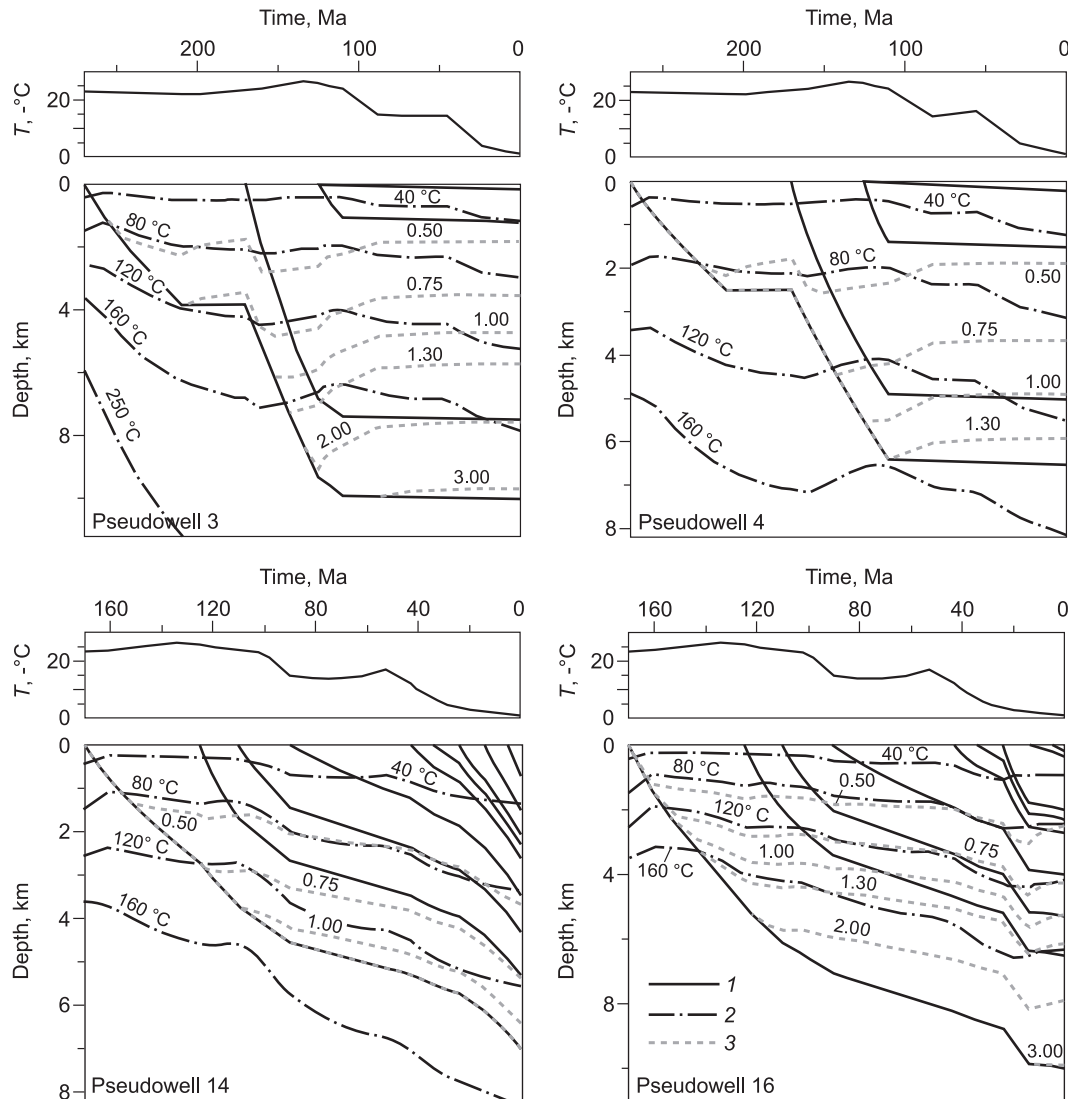 Time, Ma
200 100 0
T, -°C
20
0
0
4
8
Depth, km
40 °C
80 °C
0.50
120 °C
0.75
160 °C
1.00
1.30
250 °C
2.00
3.00
Pseudowell 3
Time, Ma
200 100 0
T, -°C
20
0
0
2
4
6
8
Depth, km
40 °C
80 °C
0.50
120 °C
0.75
1.00
160 °C
1.30
Pseudowell 4
Time, Ma
160 120 80 40 0
T, -°C
20
0
0
2
4
6
8
Depth, km
80 °C
40 °C
0.50
120° C
0.75
160 °C
1.00
Pseudowell 14
Time, Ma
160 120 80 40 0
T, -°C
20
0
0
2
4
6
8
Depth, km
80 °C
40 °C
0.50
120°C
1.00
0.75
160 °C
1.30
2.00
1
2
3
3.00
Pseudowell 16